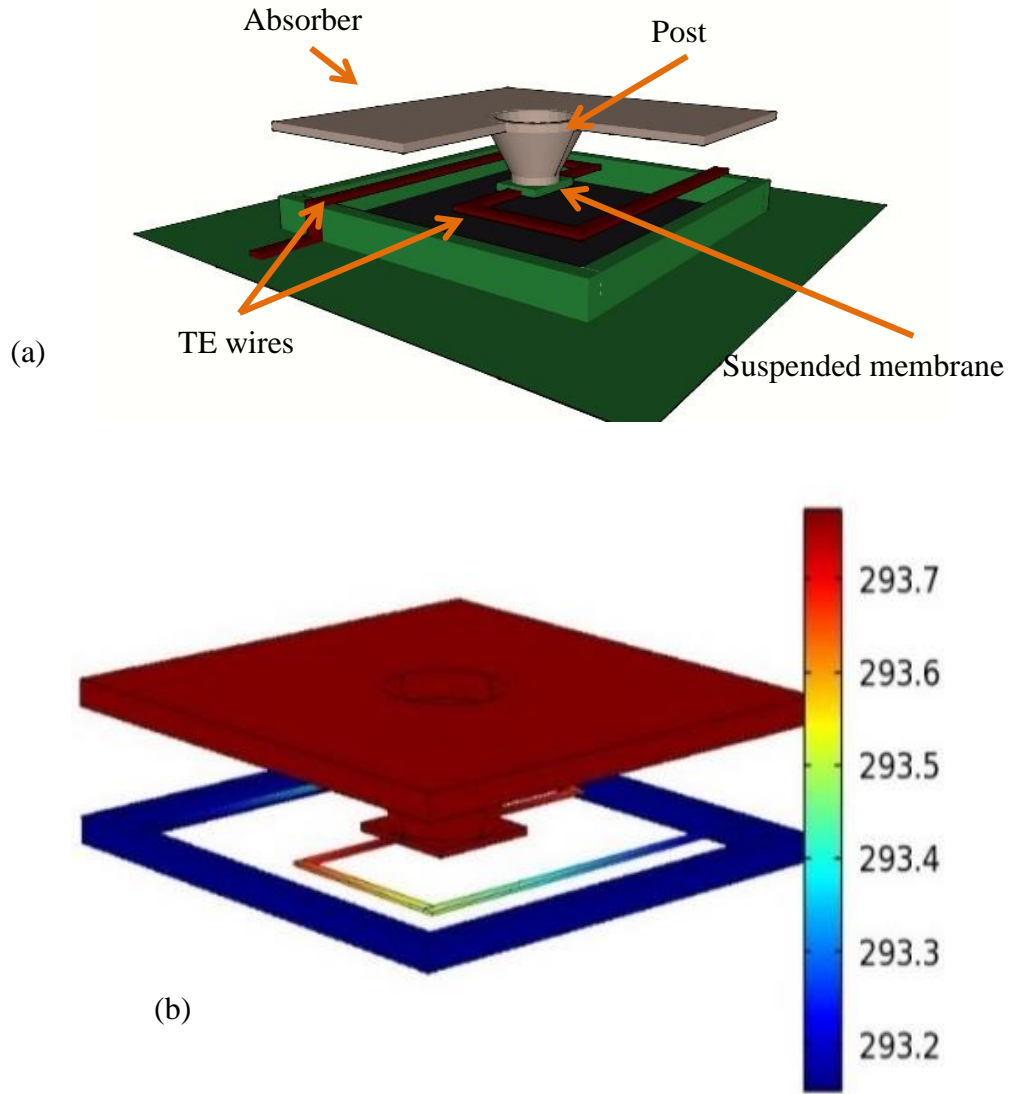 Absorber
Post
TE wires
Suspended membrane
(a)
293.7
293.6
293.5
293.4
293.3
293.2
(b)